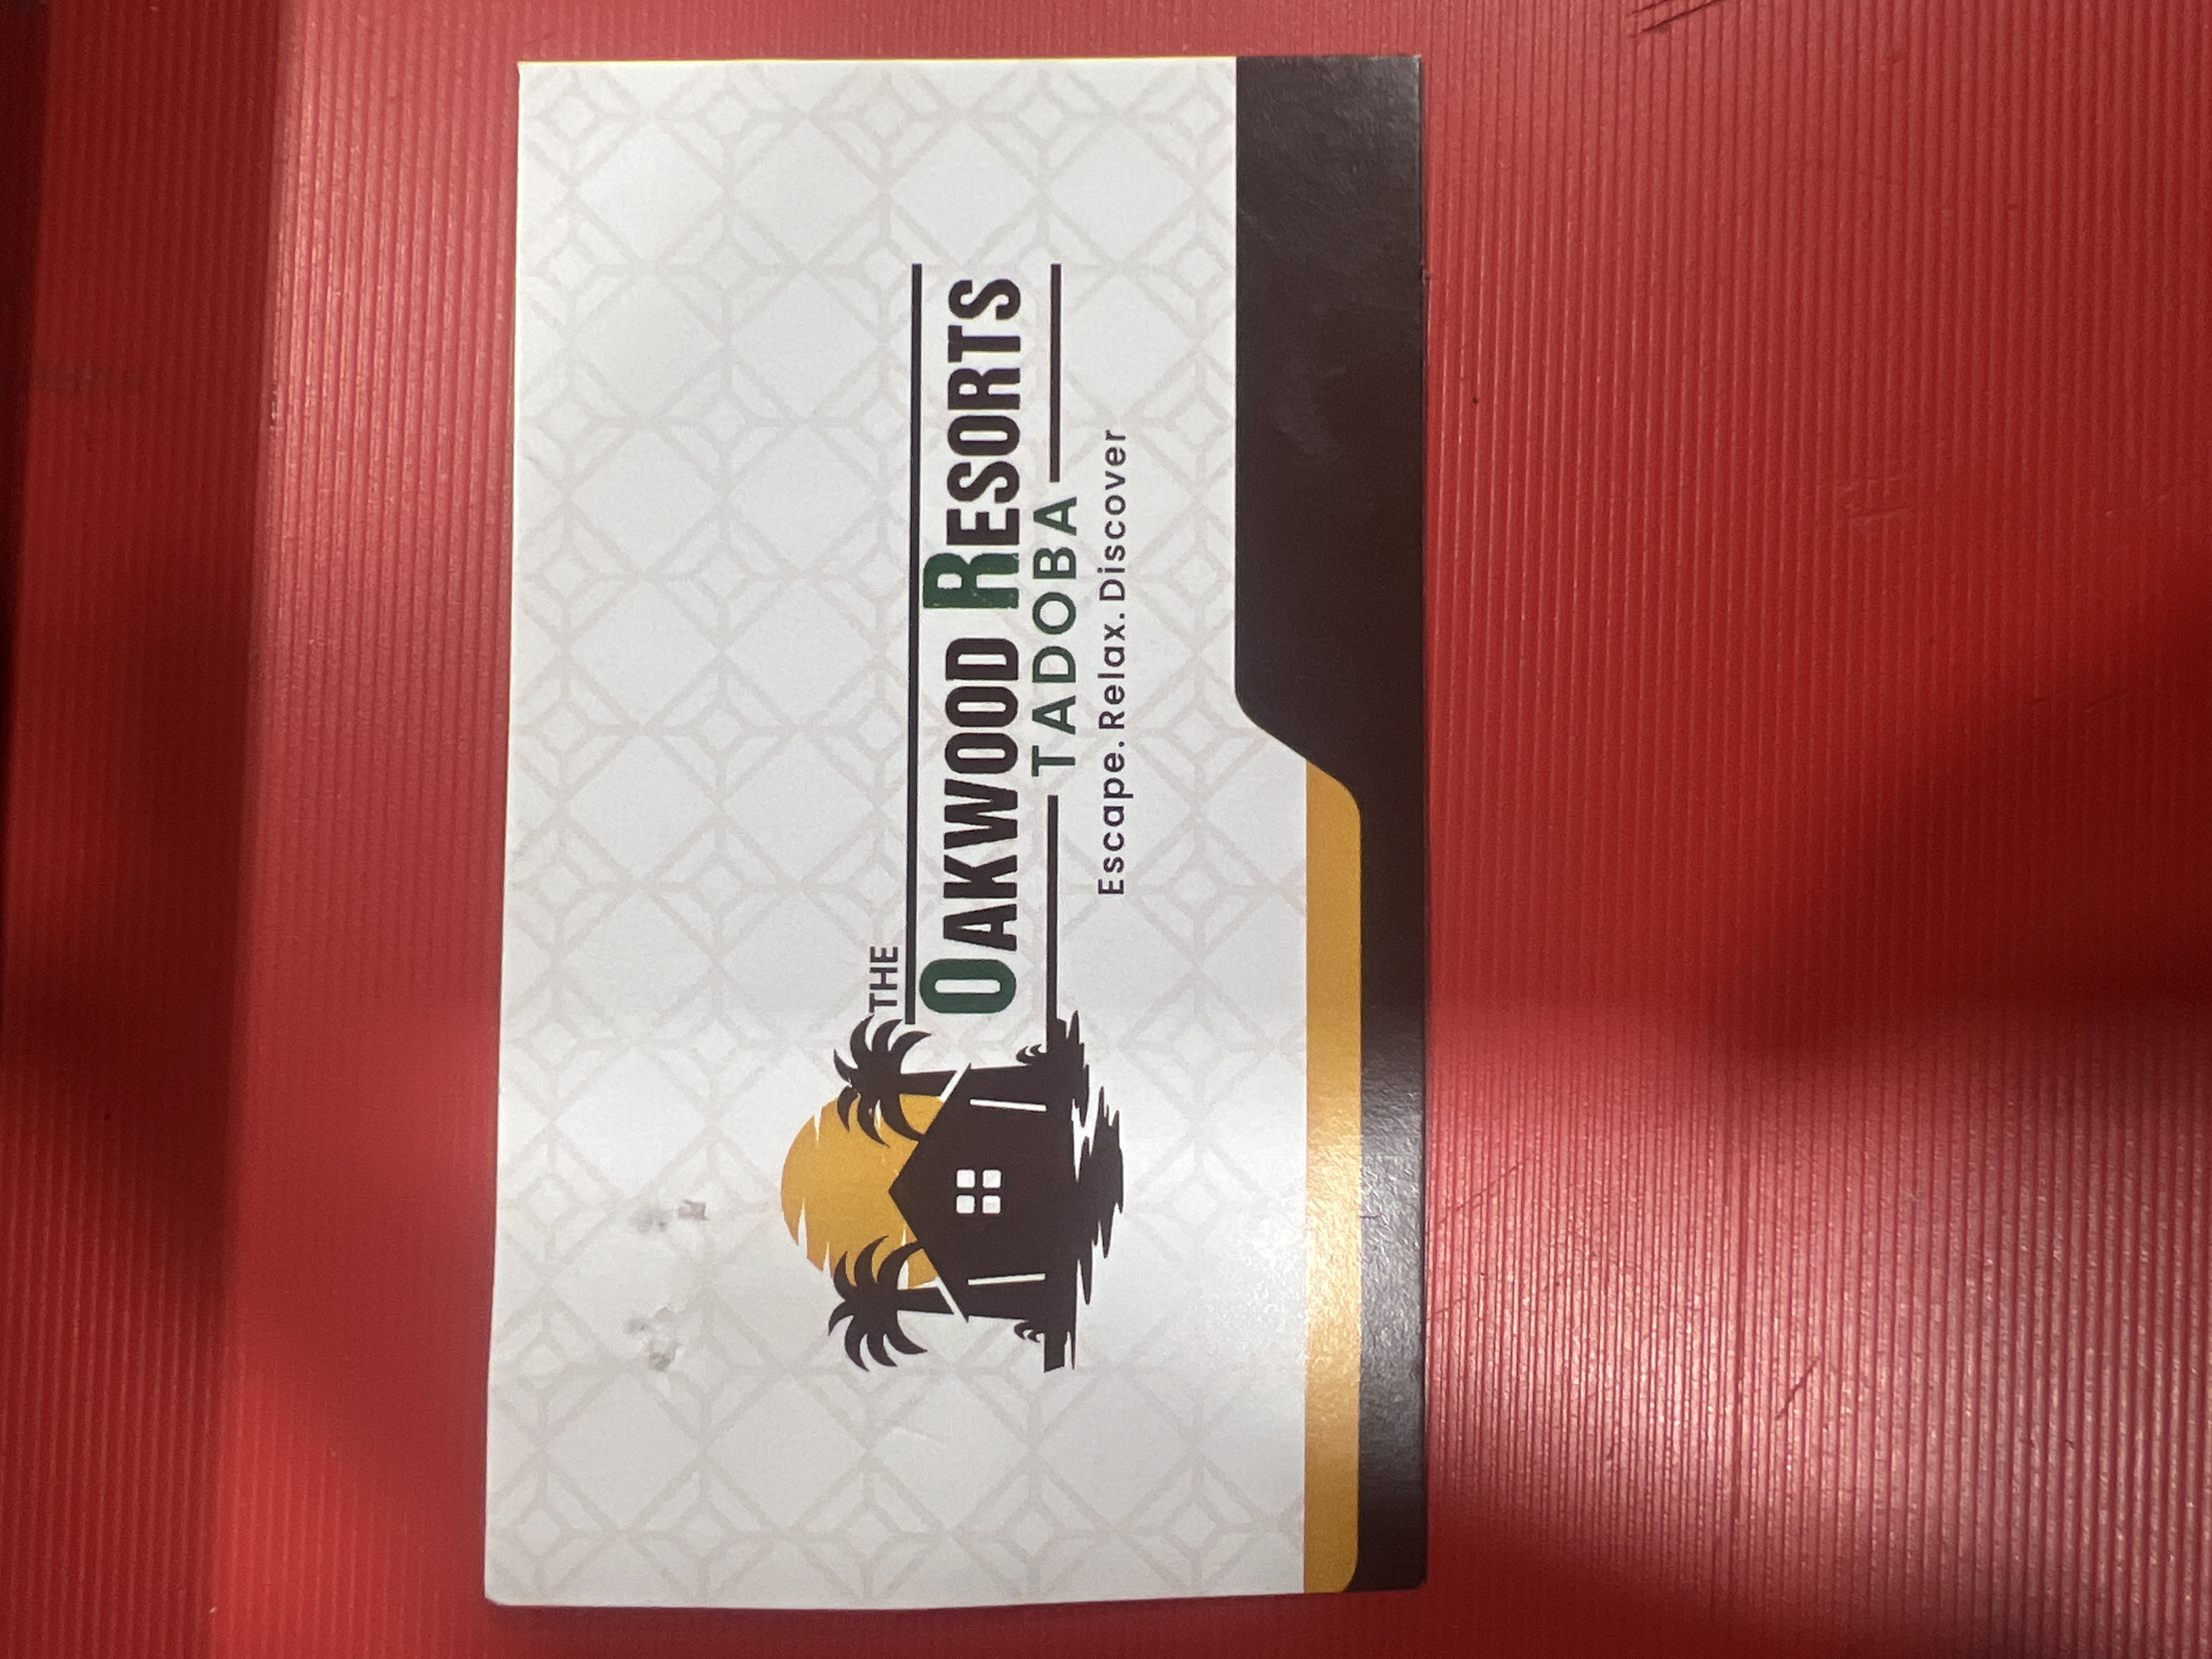 THE
OAKWOOD RESORTS
TADOBA
Escape. Relax. Discover